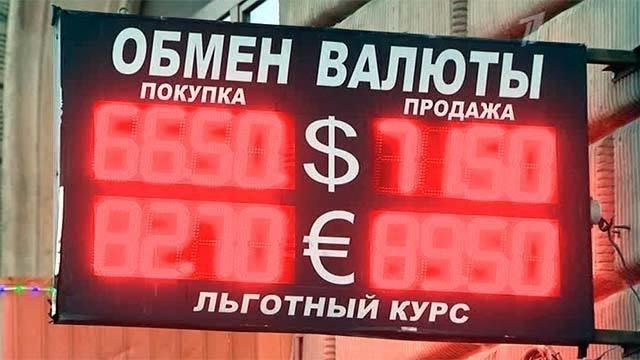 ОБМЕН ВАЛЮТЫ
ПОКУПКА ПРОДАЖА
66.50 $ 71.50
82.70 € 89.50
ЛЬГОТНЫЙ КУРС